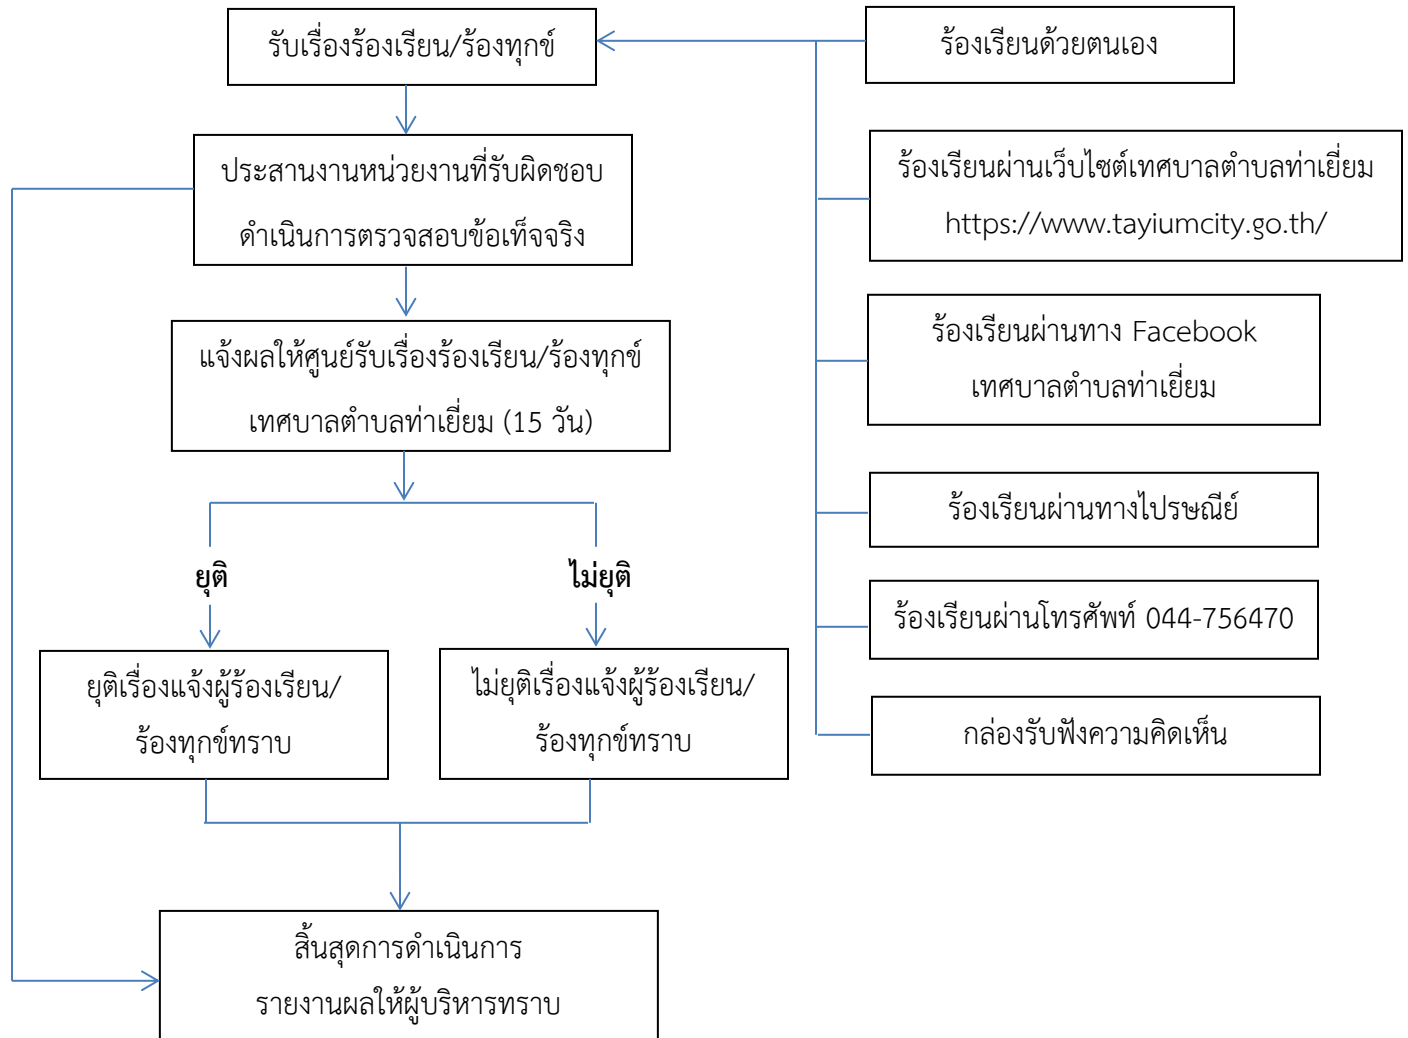 รับเรื่องร้องเรียน/ร้องทุกข์
ประสานงานหน่วยงานที่รับผิดชอบ
ดำเนินการตรวจสอบข้อเท็จจริง
แจ้งผลให้ศูนย์รับเรื่องร้องเรียน/ร้องทุกข์
เทศบาลตำบลท่าเยี่ยม (15 วัน)
ยุติ
ไม่ยุติ
ยุติเรื่องแจ้งผู้ร้องเรียน/
ร้องทุกข์ทราบ
ไม่ยุติเรื่องแจ้งผู้ร้องเรียน/
ร้องทุกข์ทราบ
สิ้นสุดการดำเนินการ
รายงานผลให้ผู้บริหารทราบ
ร้องเรียนด้วยตนเอง
ร้องเรียนผ่านเว็บไซต์เทศบาลตำบลท่าเยี่ยม
https://www.tayiumcity.go.th/
ร้องเรียนผ่านทาง Facebook
เทศบาลตำบลท่าเยี่ยม
ร้องเรียนผ่านทางไปรษณีย์
ร้องเรียนผ่านโทรศัพท์ 044-756470
กล่องรับฟังความคิดเห็น